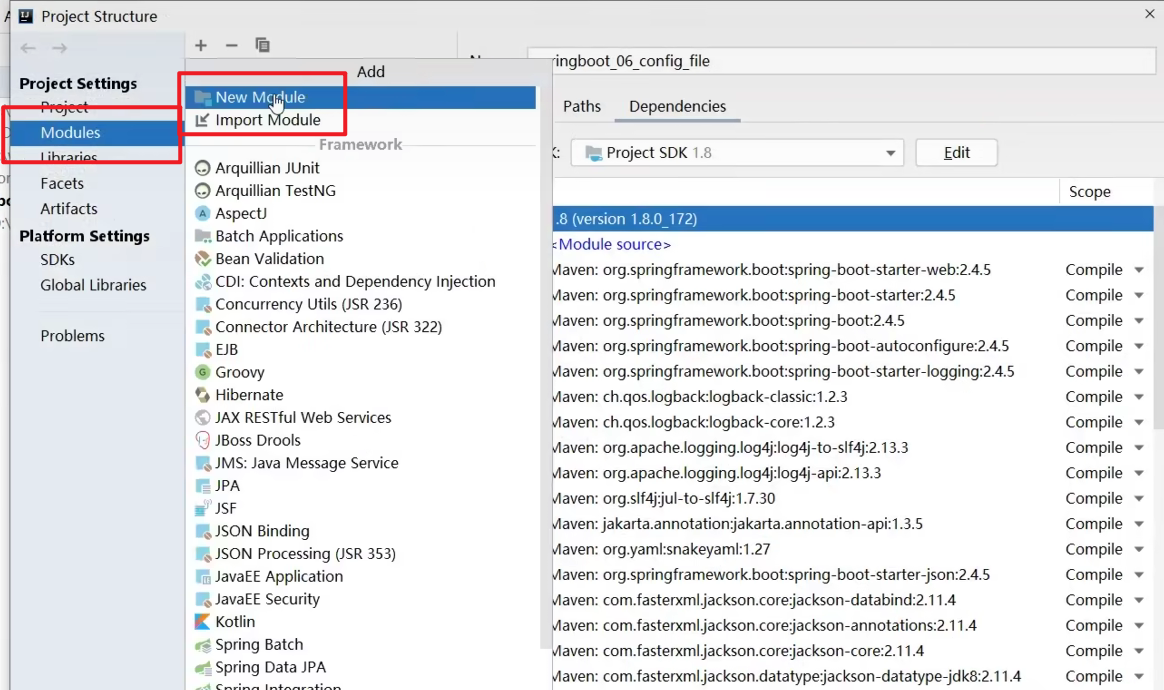 Project Structure
Project Settings
Project
Modules
Libraries
Facets
Artifacts
Platform Settings
SDKs
Global Libraries
Problems
Add
New Module
Import Module
Framework
Arquillian JUnit
Arquillian TestNG
AspectJ
Batch Applications
Bean Validation
CDI: Contexts and Dependency Injection
Concurrency Utils (JSR 236)
Connector Architecture (JSR 322)
EJB
Groovy
Hibernate
JAX RESTful Web Services
JBoss Drools
JMS: Java Message Service
JPA
JSF
JSON Binding
JSON Processing (JSR 353)
JavaEE Application
JavaEE Security
Kotlin
Spring Batch
Spring Data JPA
Spring Integration
ringboot_06_config_file
Paths Dependencies
K: Project SDK 1.8 Edit
Scope
.8 (version 1.8.0_172)
<Module source>
Maven: org.springframework.boot:spring-boot-starter-web:2.4.5 Compile
Maven: org.springframework.boot:spring-boot-starter:2.4.5 Compile
Maven: org.springframework.boot:spring-boot:2.4.5 Compile
Maven: org.springframework.boot:spring-boot-autoconfigure:2.4.5 Compile
Maven: org.springframework.boot:spring-boot-starter-logging:2.4.5 Compile
Maven: ch.qos.logback:logback-classic:1.2.3 Compile
Maven: ch.qos.logback:logback-core:1.2.3 Compile
Maven: org.apache.logging.log4j:log4j-to-slf4j:2.13.3 Compile
Maven: org.apache.logging.log4j:log4j-api:2.13.3 Compile
Maven: org.slf4j:jul-to-slf4j:1.7.30 Compile
Maven: jakarta.annotation:jakarta.annotation-api:1.3.5 Compile
Maven: org.yaml:snakeyaml:1.27 Compile
Maven: org.springframework.boot:spring-boot-starter-json:2.4.5 Compile
Maven: com.fasterxml.jackson.core:jackson-databind:2.11.4 Compile
Maven: com.fasterxml.jackson.core:jackson-annotations:2.11.4 Compile
Maven: com.fasterxml.jackson.core:jackson-core:2.11.4 Compile
Maven: com.fasterxml.jackson.datatype:jackson-datatype-jdk8:2.11.4 Compile